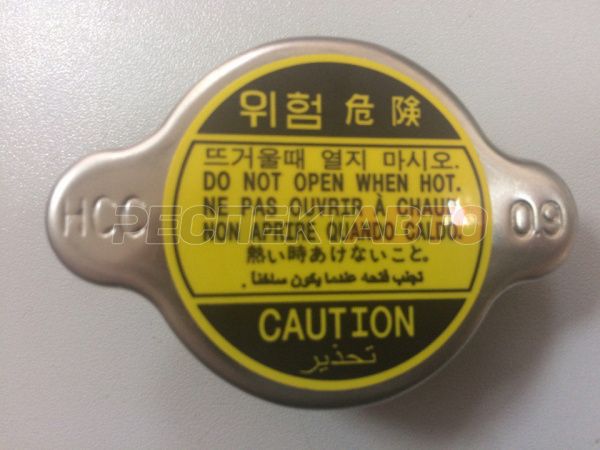 위험 危険
뜨거울때 열지 마시오.
DO NOT OPEN WHEN HOT.
NE PAS OUVRIR À CHAUD.
NON APRIRE QUANDO CALDO.
熱い時あけないこと。
تجنب فتحه عندما يكون ساخناً .
CAUTION
تحذير
HCC
0.9
РЕСПЕКТАВТО